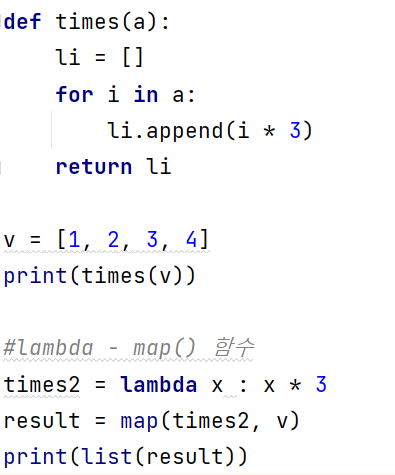 def times(a):
    li = []
    for i in a:
        li.append(i * 3)
    return li

v = [1, 2, 3, 4]
print(times(v))

#lambda - map() 함수
times2 = lambda x : x * 3
result = map(times2, v)
print(list(result))